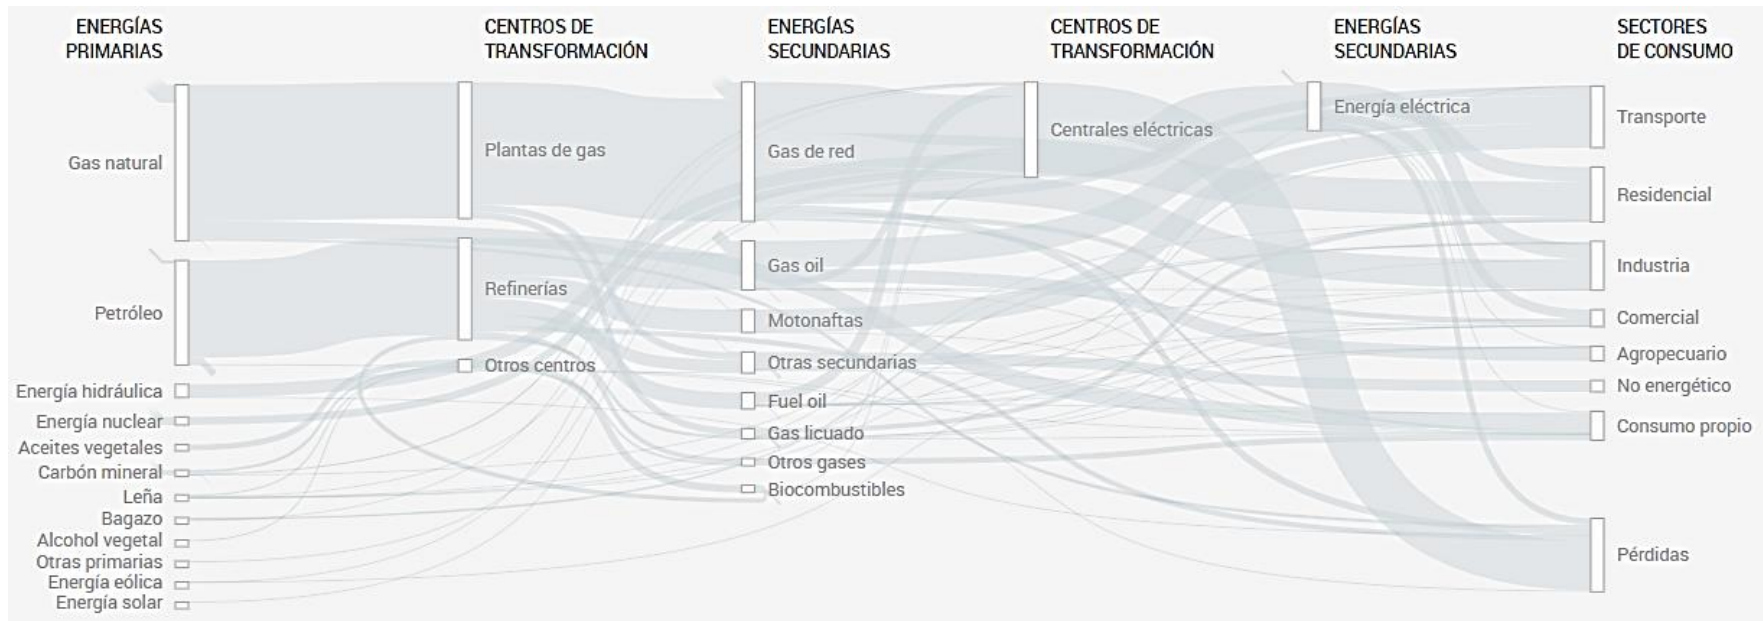 ENERGÍAS
PRIMARIAS
CENTROS DE
TRANSFORMACIÓN
ENERGÍAS
SECUNDARIAS
CENTROS DE
TRANSFORMACIÓN
ENERGÍAS
SECUNDARIAS
SECTORES
DE CONSUMO
Gas natural
Petróleo
Energía hidráulica
Energía nuclear
Aceites vegetales
Carbón mineral
Leña
Bagazo
Alcohol vegetal
Otras primarias
Energía eólica
Energía solar
Plantas de gas
Refinerías
Otros centros
Gas de red
Gas oil
Motonaftas
Otras secundarias
Fuel oil
Gas licuado
Otros gases
Biocombustibles
Centrales eléctricas
Energía eléctrica
Transporte
Residencial
Industria
Comercial
Agropecuario
No energético
Consumo propio
Pérdidas